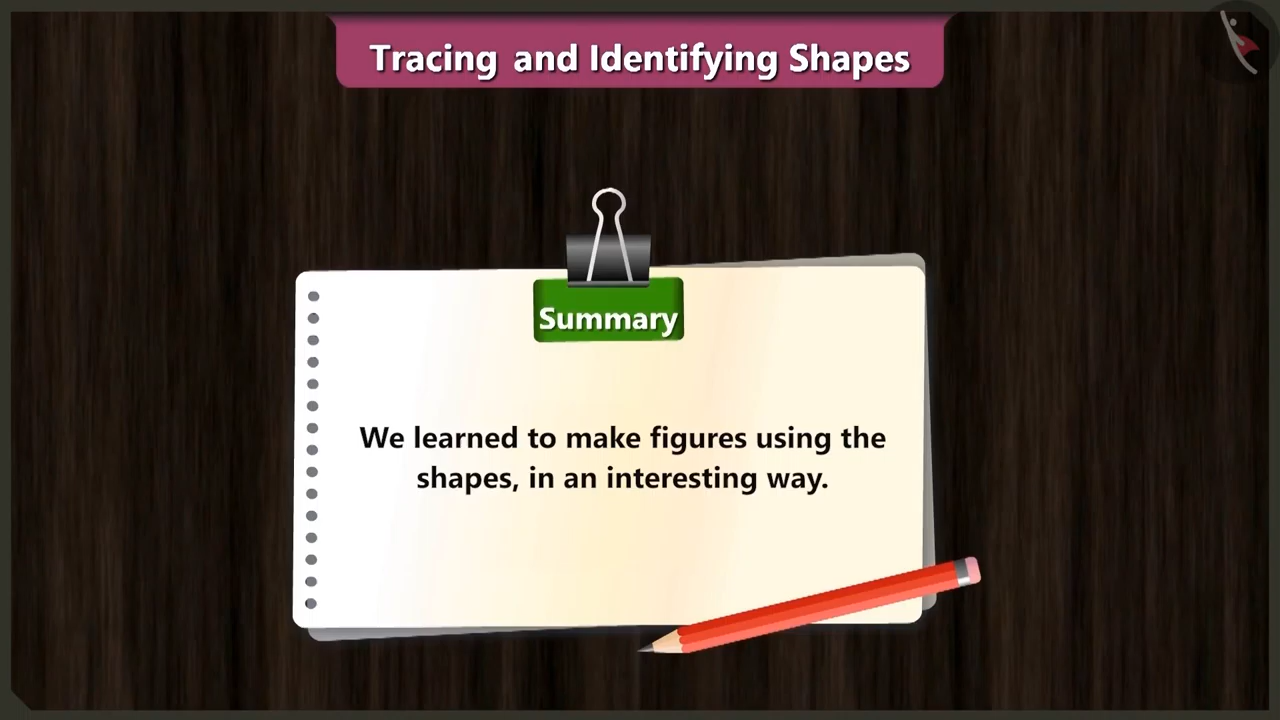 Tracing and Identifying Shapes
Summary
We learned to make figures using the
shapes, in an interesting way.